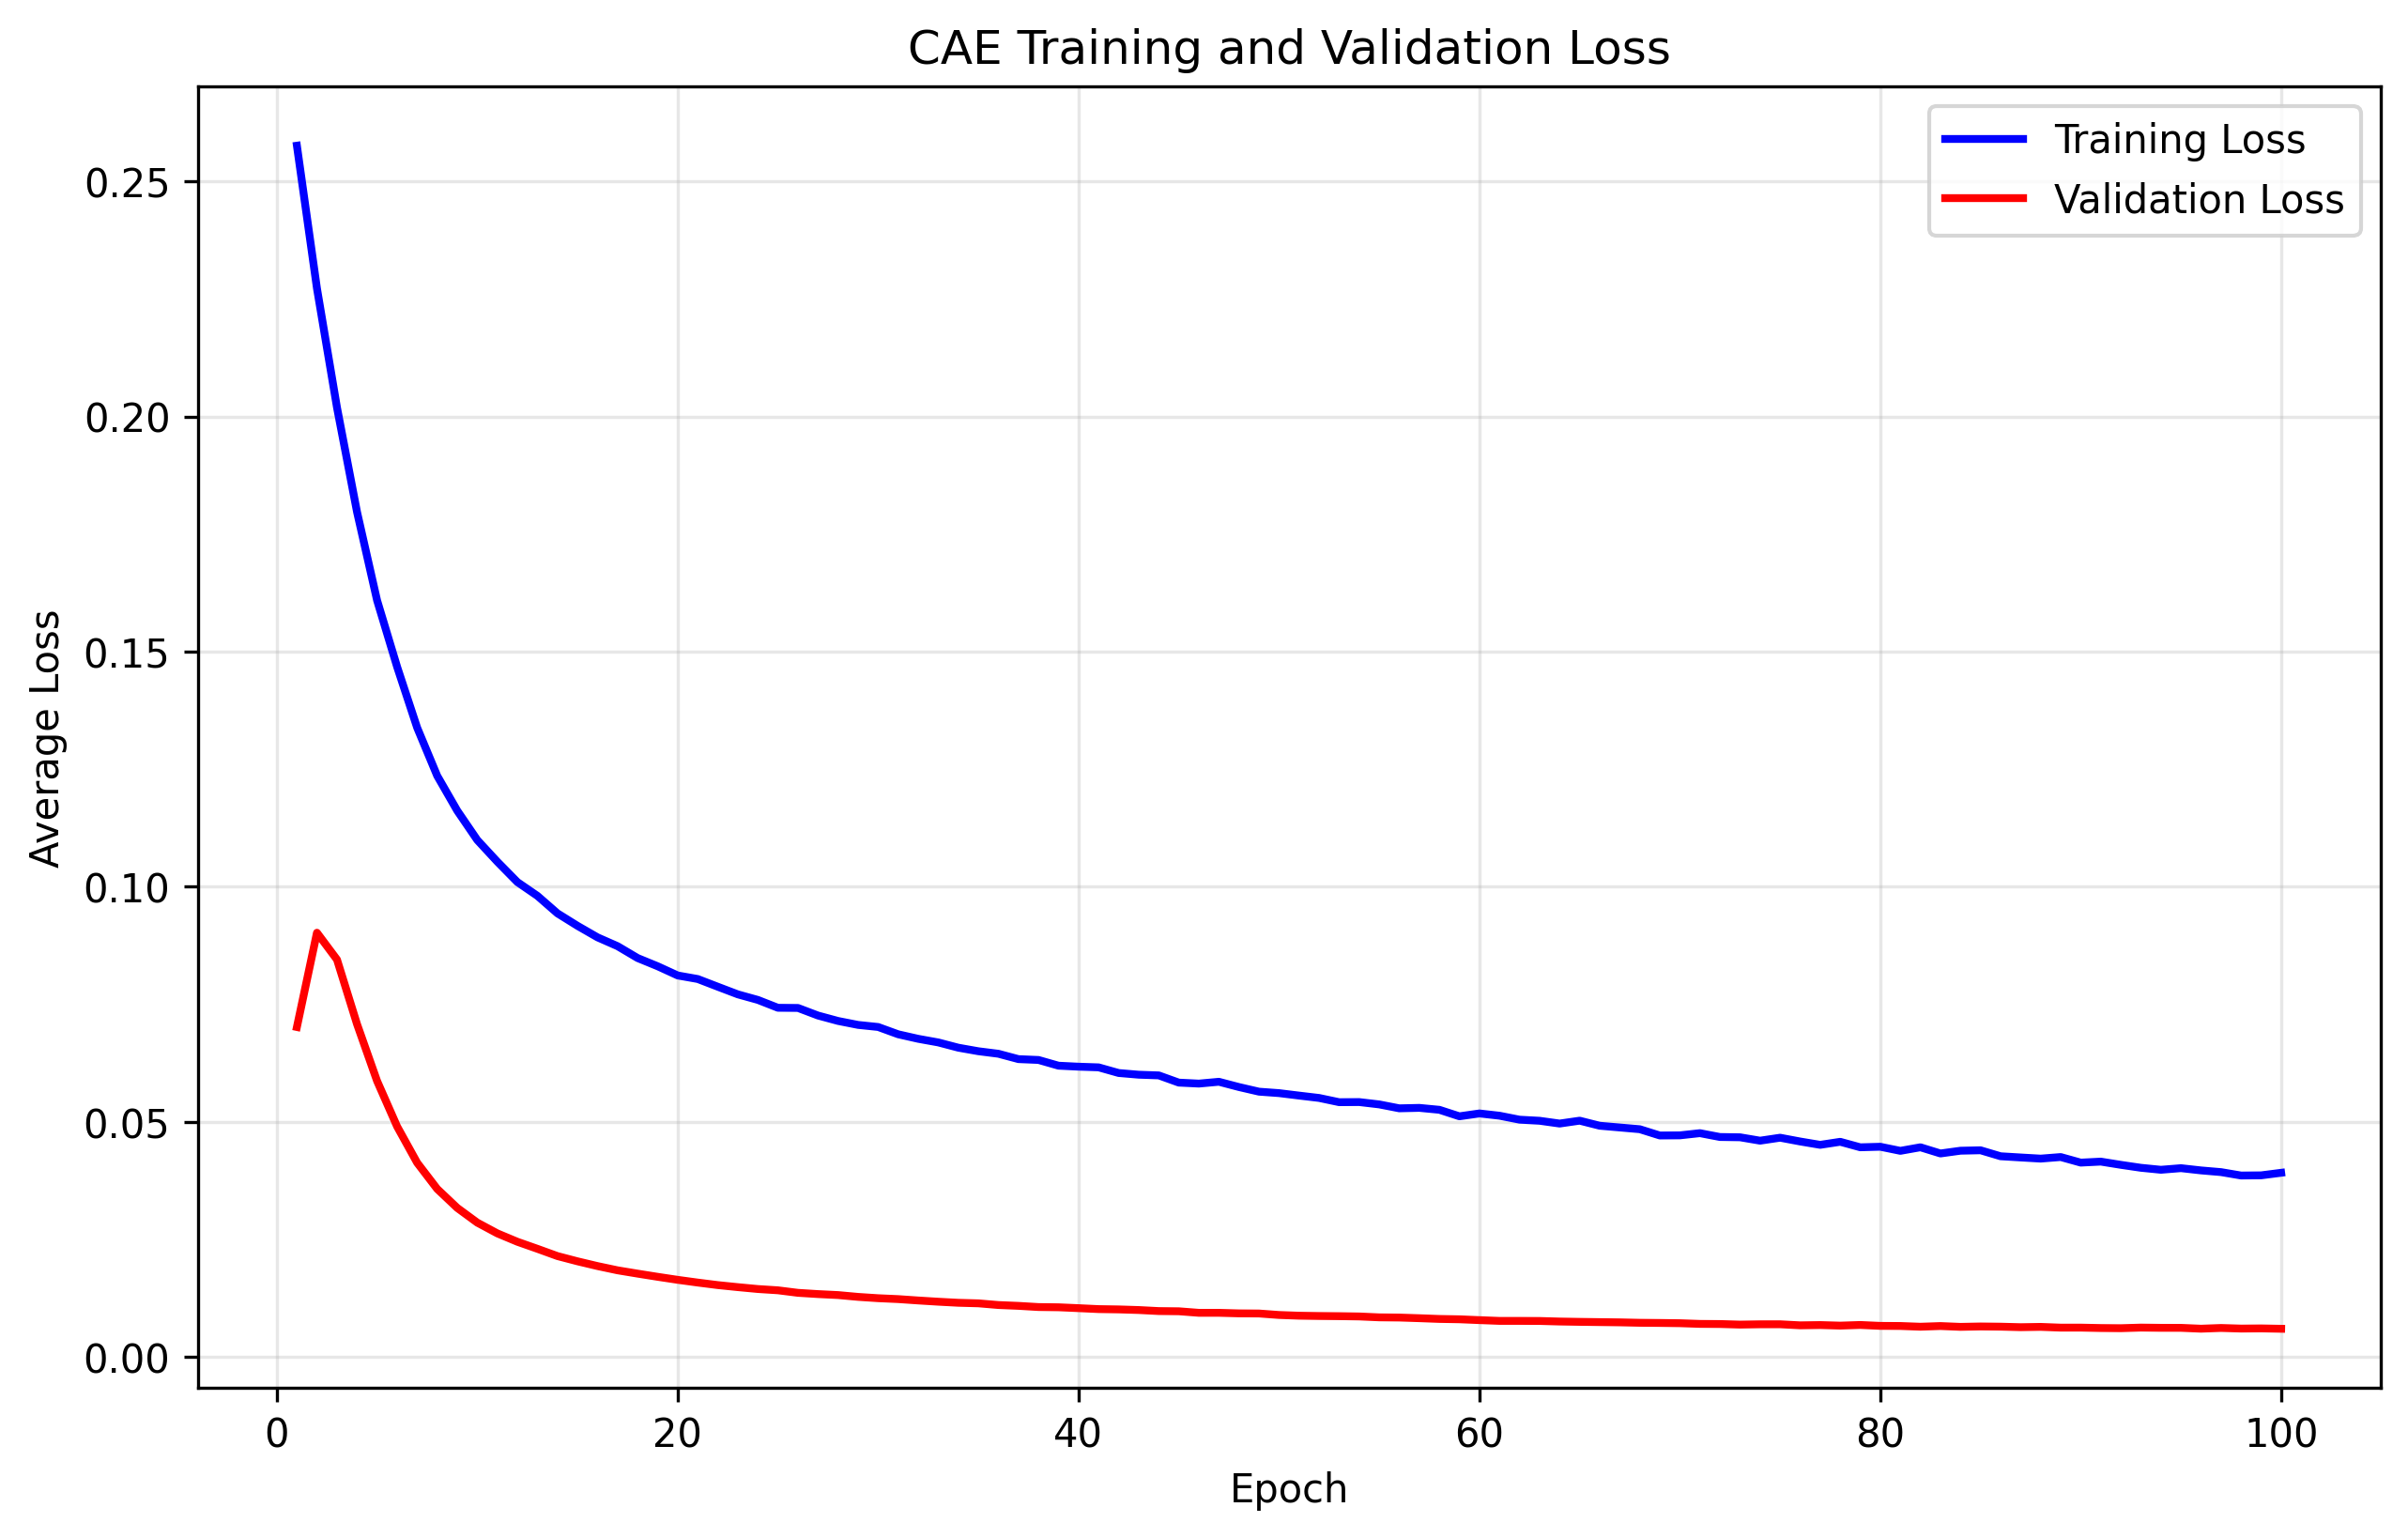 CAE Training and Validation Loss
Training Loss
Validation Loss
0.25
0.20
0.15
0.10
0.05
0.00
Average Loss
0 20 40 60 80 100
Epoch